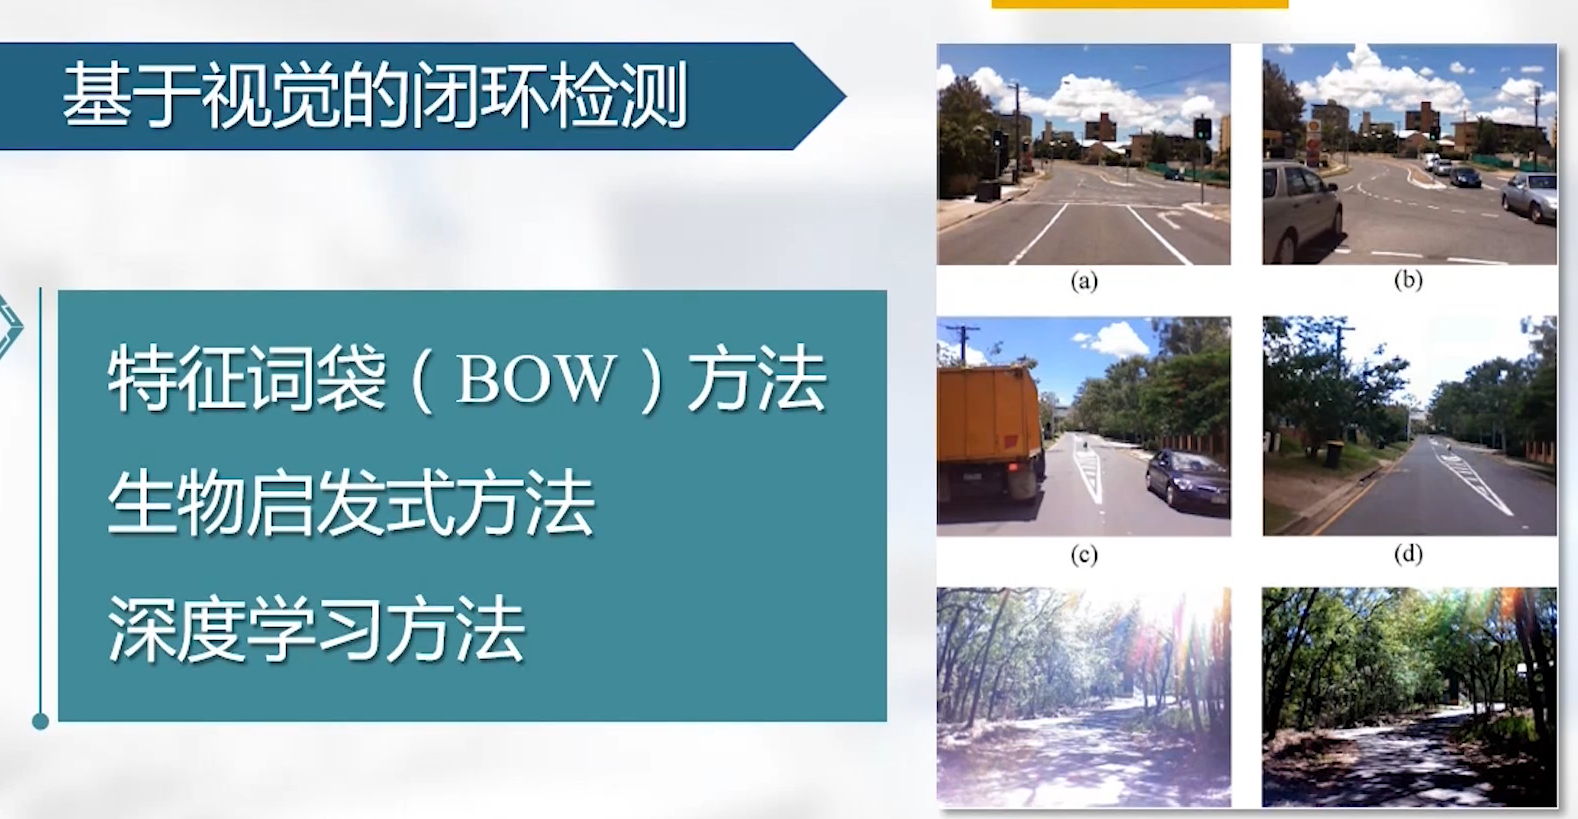 基于视觉的闭环检测
特征词袋（BOW）方法
生物启发式方法
深度学习方法
(a)
(b)
(c)
(d)